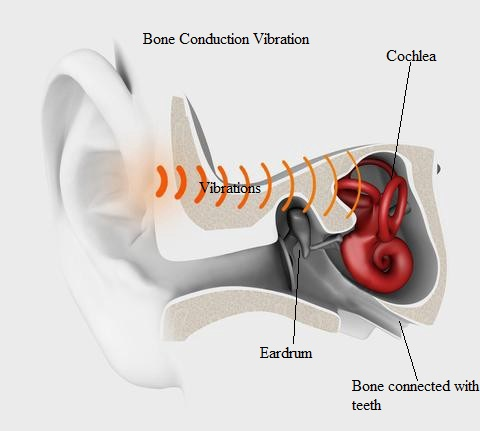 Bone Conduction Vibration
Cochlea
Vibrations
Eardrum
Bone connected with
teeth